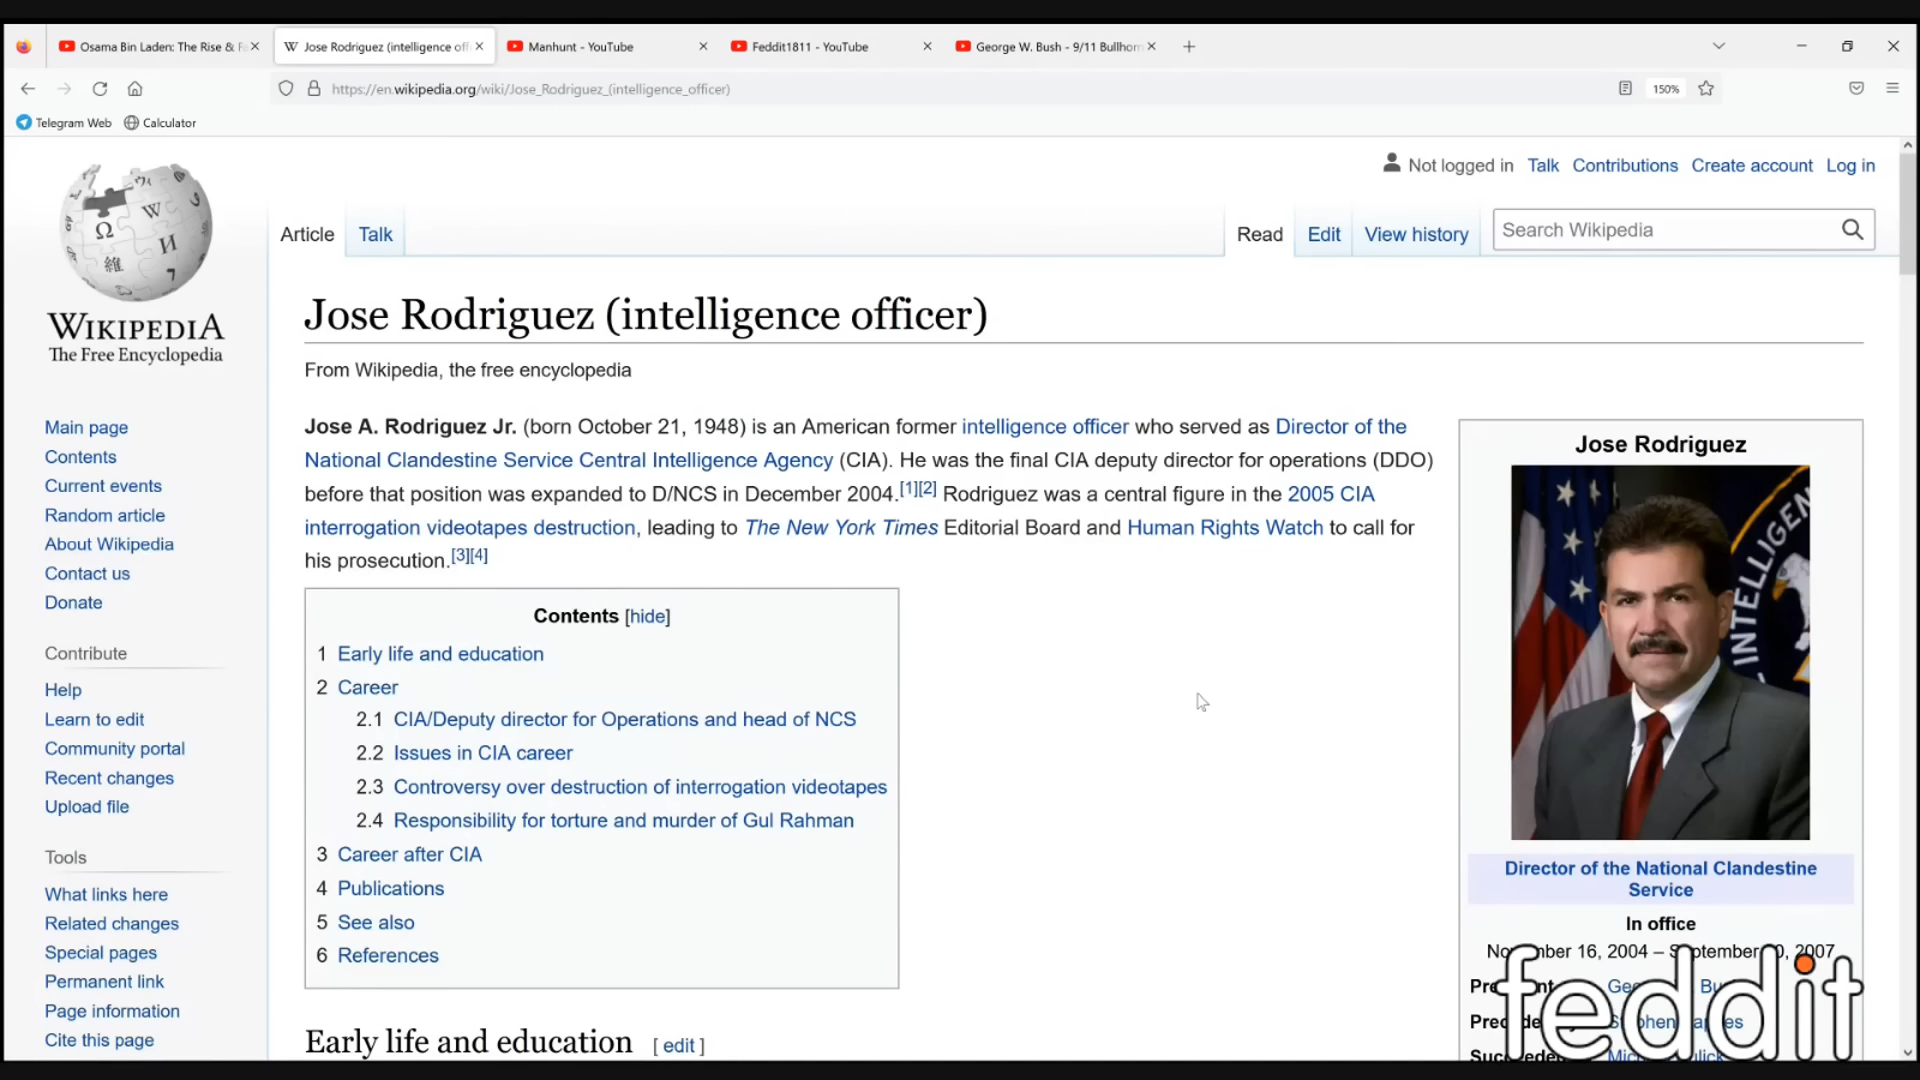 Osama Bin Laden: The Rise & F
Jose Rodriguez (intelligence off
Manhunt - YouTube
Feddit1811 - YouTube
George W. Bush - 9/11 Bullhorn
https://en.wikipedia.org/wiki/Jose_Rodriguez_(intelligence_officer)
150%
Telegram Web
Calculator
Not logged in Talk Contributions Create account Log in
Article Talk
Read Edit View history
Search Wikipedia
WIKIPEDIA
The Free Encyclopedia
Main page
Contents
Current events
Random article
About Wikipedia
Contact us
Donate
Contribute
Help
Learn to edit
Community portal
Recent changes
Upload file
Tools
What links here
Related changes
Special pages
Permanent link
Page information
Cite this page
Jose Rodriguez (intelligence officer)
From Wikipedia, the free encyclopedia
Jose A. Rodriguez Jr. (born October 21, 1948) is an American former intelligence officer who served as Director of the
National Clandestine Service Central Intelligence Agency (CIA). He was the final CIA deputy director for operations (DDO)
before that position was expanded to D/NCS in December 2004.[1][2] Rodriguez was a central figure in the 2005 CIA
interrogation videotapes destruction, leading to The New York Times Editorial Board and Human Rights Watch to call for
his prosecution.[3][4]
Contents [hide]
1 Early life and education
2 Career
2.1 CIA/Deputy director for Operations and head of NCS
2.2 Issues in CIA career
2.3 Controversy over destruction of interrogation videotapes
2.4 Responsibility for torture and murder of Gul Rahman
3 Career after CIA
4 Publications
5 See also
6 References
Early life and education [ edit ]
Jose Rodriguez
INTELLIGEN
INTER
Director of the National Clandestine
Service
In office
16, 2004 – 2007
feddit